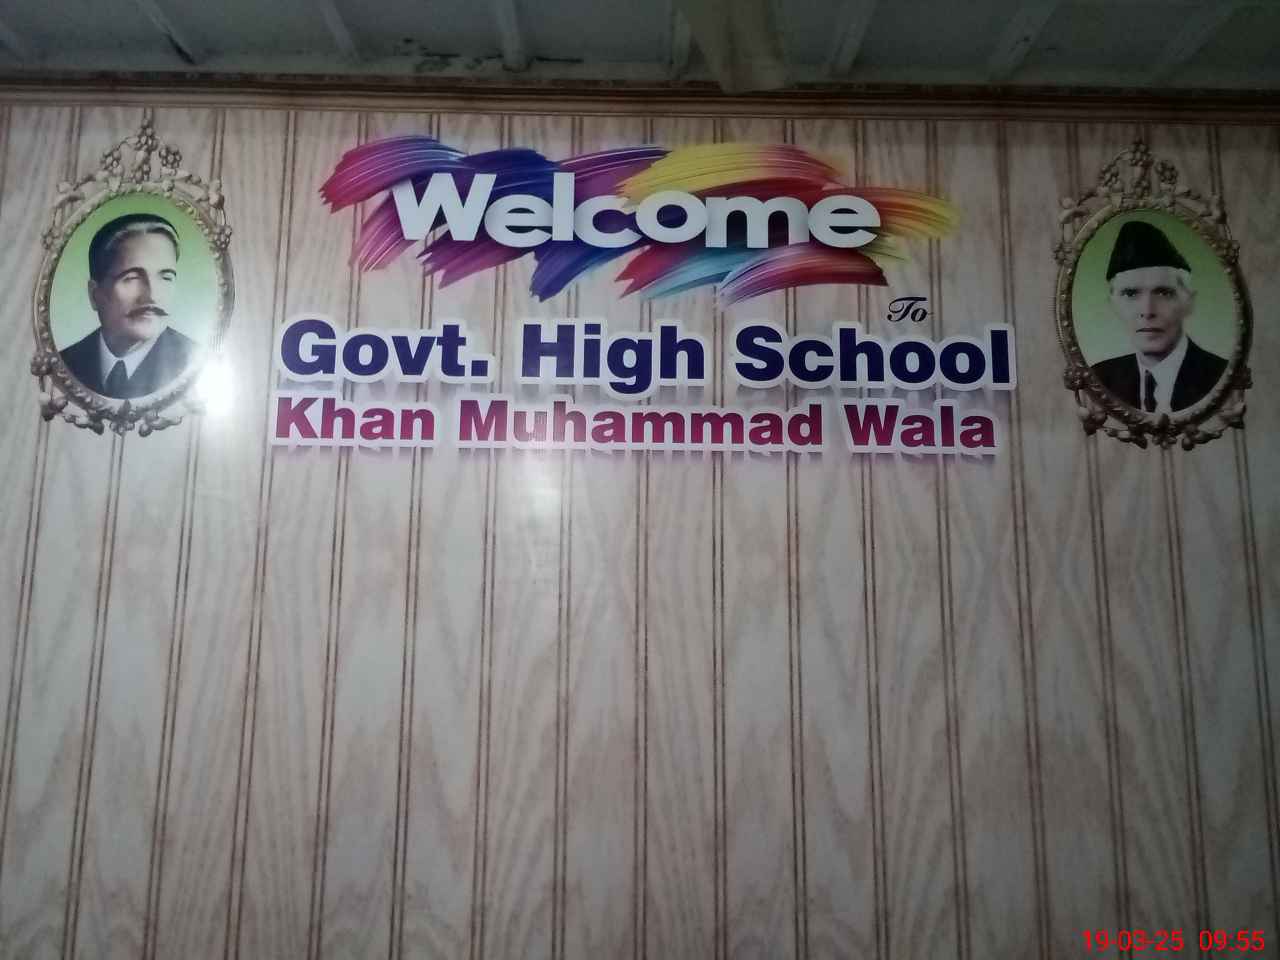 Welcome
To
Govt. High School
Khan Muhammad Wala
19-03-25 09:55